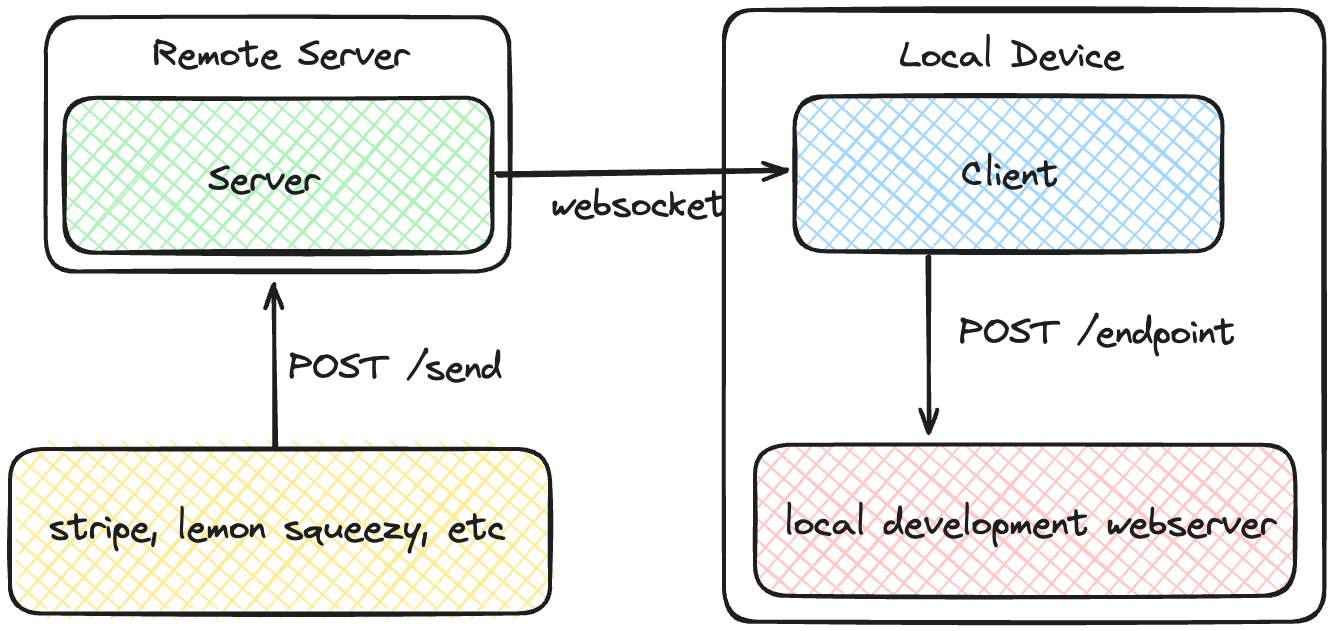 Remote Server
Server
websocket
POST /send
stripe, lemon squeezy, etc
Local Device
Client
POST /endpoint
local development webserver